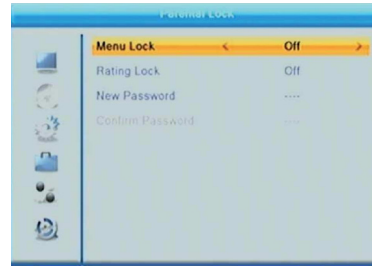 Parental Lock
Menu Lock < Off >
Rating Lock Off
New Password ----
Confirm Password ----